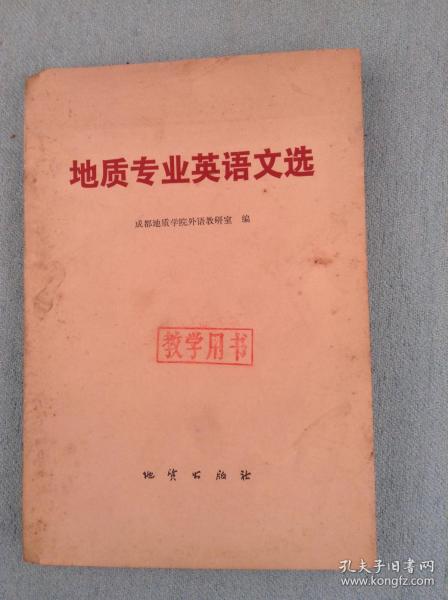 地质专业英语文选
成都地质学院外语教研室 编
教学用书
地质出版社
孔夫子旧书网
www.kongfz.com